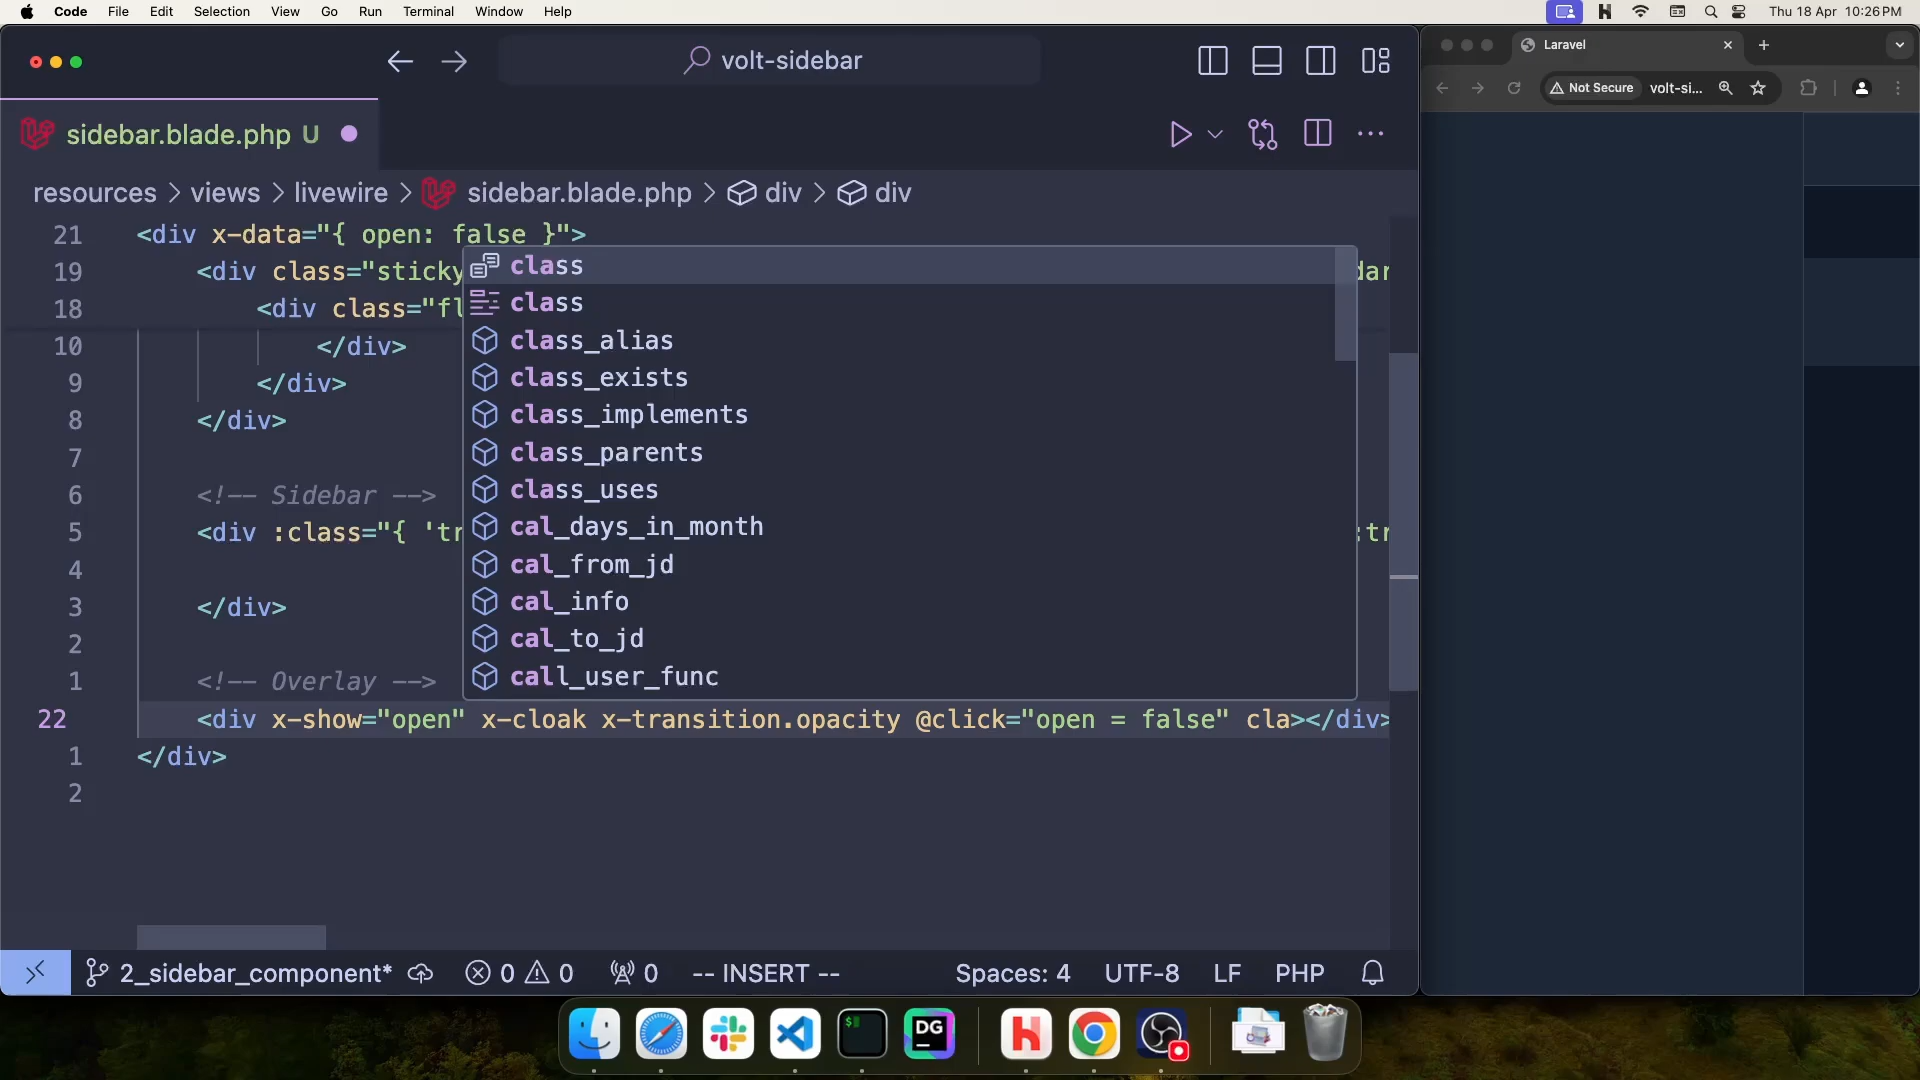 Code File Edit Selection View Go Run Terminal Window Help
Thu 18 Apr 10:26 PM
volt-sidebar
Laravel
Not Secure volt-si...
sidebar.blade.php U
resources > views > livewire > sidebar.blade.php > div > div
21 <div x-data="{ open: false }">
19 <div class="sticky
18 <div class="fl
10 </div>
9 </div>
8 </div>
7
6 <!-- Sidebar -->
5 <div :class="{ 'tr
4
3 </div>
2
1 <!-- Overlay -->
22 <div x-show="open" x-cloak x-transition.opacity @click="open = false" cla></div>
1 </div>
2
class
class
class_alias
class_exists
class_implements
class_parents
class_uses
cal_days_in_month
cal_from_jd
cal_info
cal_to_jd
call_user_func
2_sidebar_component* 0 0 0 -- INSERT -- Spaces: 4 UTF-8 LF PHP
DG